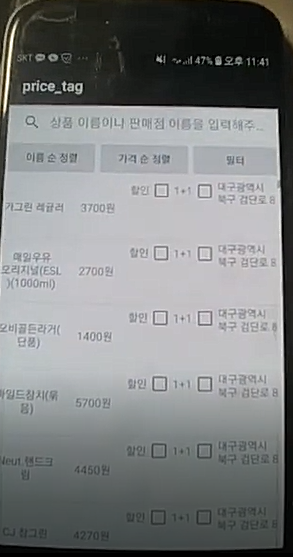 SKT ... 47% 오후 11:41
price_tag
상품 이름이나 판매점 이름을 입력해주...
이름 순 정렬 가격 순 정렬 필터
가그린 레귤러 3700원 할인 1+1 대구광역시
북구 검단로 8
매일우유
오리지널(ESL
)(1000ml) 2700원 할인 1+1 대구광역시
북구 검단로 8
오비골든라거(
단품) 1400원 할인 1+1 대구광역시
북구 검단로 8
마일드참치(묶
음) 5700원 할인 1+1 대구광역시
북구 검단로 8
Neut.핸드크
림 4450원 할인 1+1 대구광역시
북구 검단로 8
CJ 참그린 4270원 할인 1+1 대구광역시
북구 검단로 8